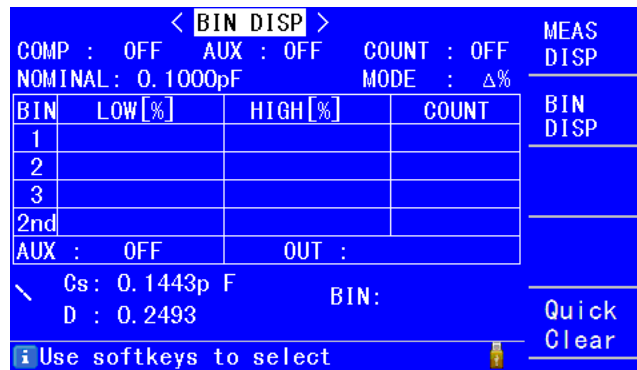 < BIN DISP >
COMP : OFF AUX : OFF COUNT : OFF
NOMINAL: 0.1000pF MODE : Δ%
BIN LOW[%] HIGH[%] COUNT
1
2
3
2nd
AUX : OFF OUT :
Cs: 0.1443p F
BIN:
D : 0.2493
Use softkeys to select
MEAS
DISP
BIN
DISP
Quick
Clear